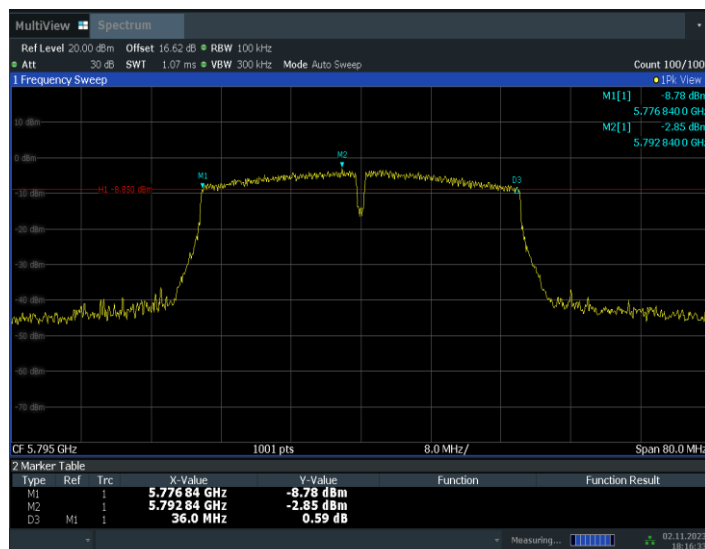 MultiView Spectrum
Ref Level 20.00 dBm Offset 16.62 dB RBW 100 kHz
Att 30 dB SWT 1.07 ms VBW 300 kHz Mode Auto Sweep Count 100/100
1 Frequency Sweep 1Pk View
M1[1] -8.78 dBm
5.776 840 0 GHz
M2[1] -2.85 dBm
5.792 840 0 GHz
10 dBm
0 dBm
M2
M1
D3
H1 -8.850 dBm
-10 dBm
-20 dBm
-30 dBm
-40 dBm
-50 dBm
-60 dBm
-70 dBm
CF 5.795 GHz 1001 pts 8.0 MHz/ Span 80.0 MHz
2 Marker Table
Type Ref Trc X-Value Y-Value Function Function Result
M1 1 5.776 84 GHz -8.78 dBm
M2 1 5.792 84 GHz -2.85 dBm
D3 M1 1 36.0 MHz 0.59 dB
Measuring... 02.11.2023
18:16:33